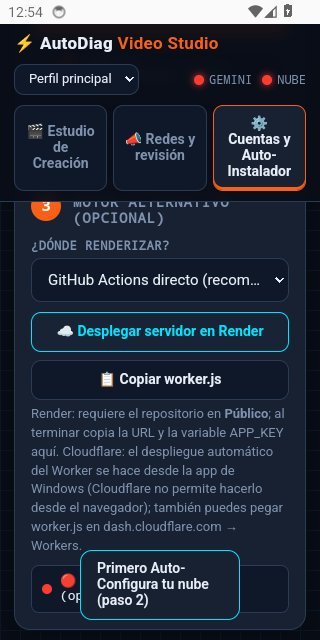 12:54
⚡ AutoDiag Video Studio
Perfil principal
GEMINI
NUBE
🎬 Estudio
de
Creación
📣 Redes y
revisión
⚙️
Cuentas y
Auto-
Instalador
3
MOTOR ALTERNATIVO
(OPCIONAL)
¿DÓNDE RENDERIZAR?
GitHub Actions directo (recom…
☁️ Desplegar servidor en Render
📋 Copiar worker.js
Render: requiere el repositorio en Público; al
terminar copia la URL y la variable APP_KEY
aquí. Cloudflare: el despliegue automático
del Worker se hace desde la app de
Windows (Cloudflare no permite hacerlo
desde el navegador); también puedes pegar
worker.js en dash.cloudflare.com →
Workers.
Primero Auto-
Configura tu nube
(paso 2)